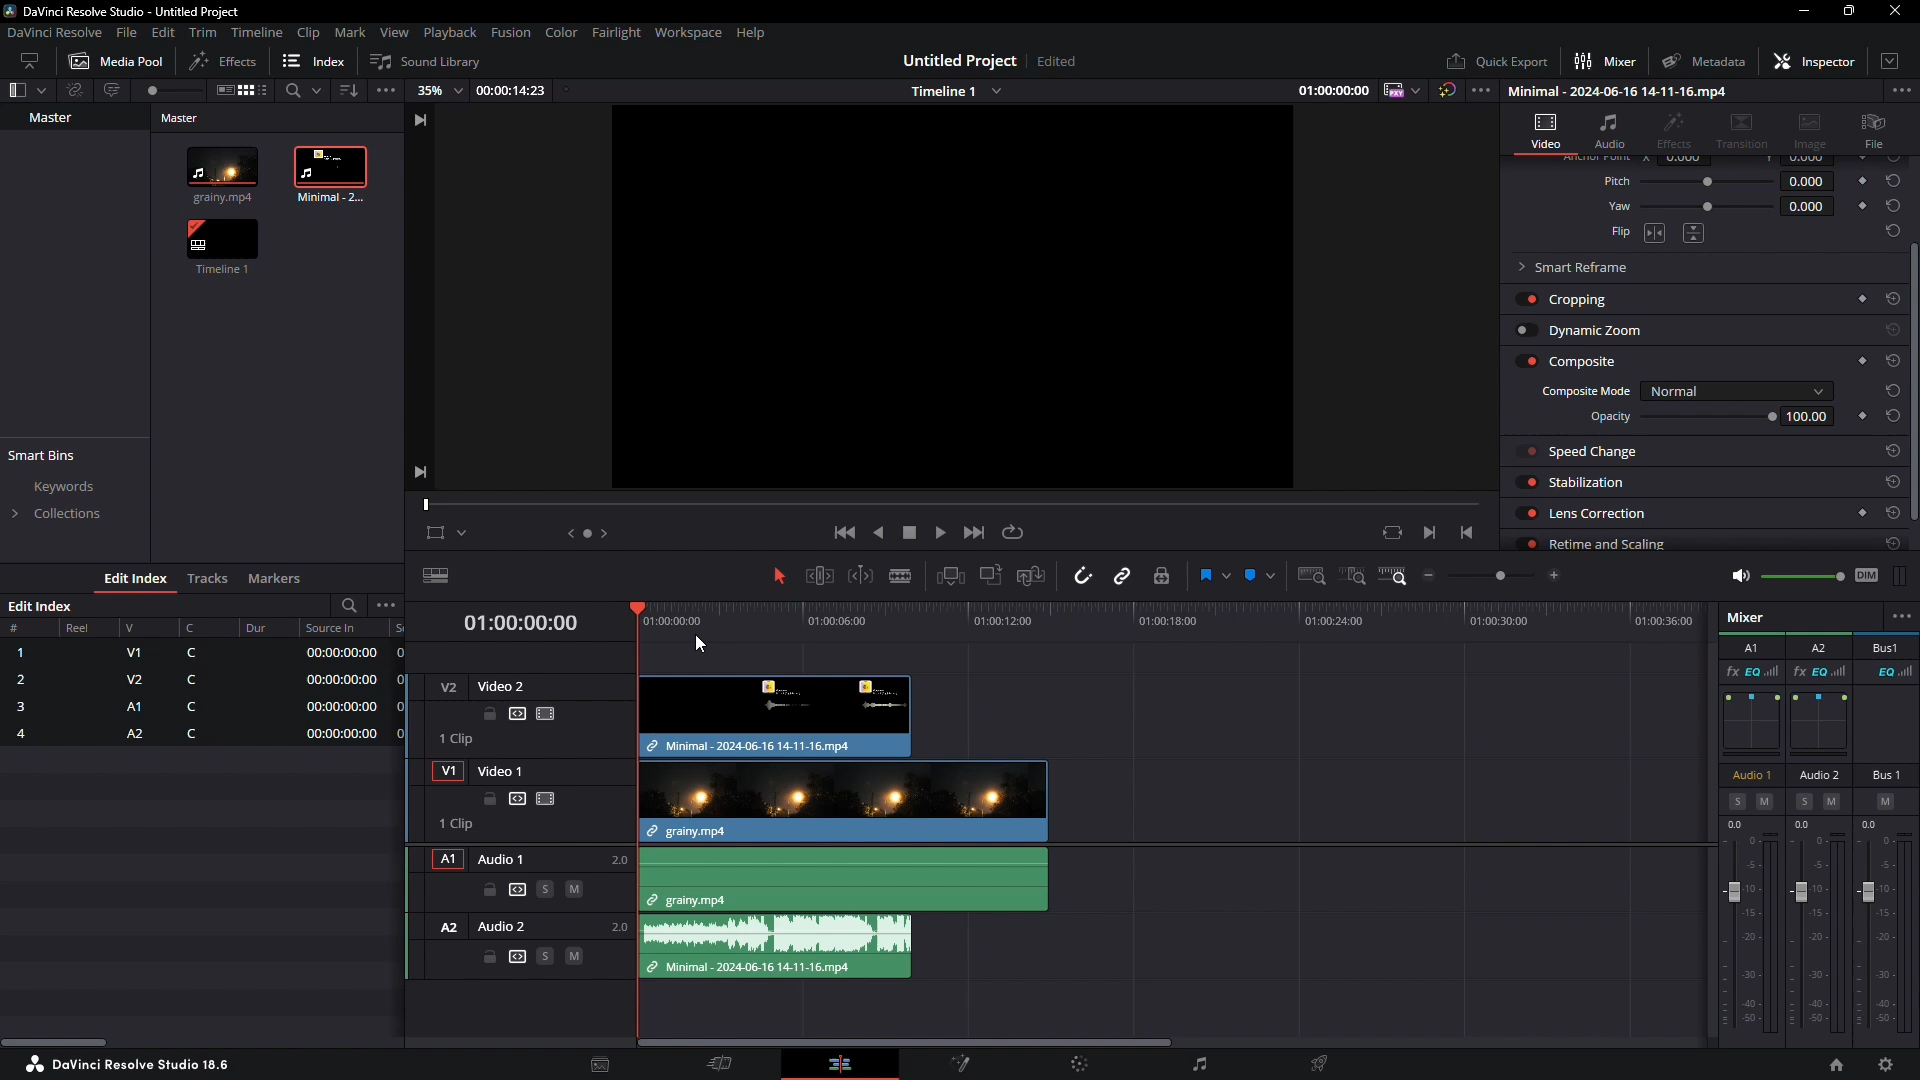 DaVinci Resolve Studio - Untitled Project
DaVinci Resolve File Edit Trim Timeline Clip Mark View Playback Fusion Color Fairlight Workspace Help
Media Pool Effects Index Sound Library Untitled Project Edited Quick Export Mixer Metadata Inspector
35% 00:00:14:23 Timeline 1 01:00:00:00 PXY Minimal - 2024-06-16 14-11-16.mp4
Master Master
grainy.mp4 Minimal - 2...
Timeline 1
Smart Bins
Keywords
Collections
Video Audio Effects Transition Image File
Anchor Point X 0.000 Y 0.000
Pitch 0.000
Yaw 0.000
Flip
Smart Reframe
Cropping
Dynamic Zoom
Composite
Composite Mode Normal
Opacity 100.00
Speed Change
Stabilization
Lens Correction
Retime and Scaling
Edit Index Tracks Markers
DIM
Edit Index
# Reel V C Dur Source In S
1 V1 C 00:00:00:00 0
2 V2 C 00:00:00:00 0
3 A1 C 00:00:00:00 0
4 A2 C 00:00:00:00 0
01:00:00:00 01:00:00:00 01:00:06:00 01:00:12:00 01:00:18:00 01:00:24:00 01:00:30:00 01:00:36:00
V2 Video 2
1 Clip
Minimal - 2024-06-16 14-11-16.mp4
V1 Video 1
1 Clip
grainy.mp4
A1 Audio 1 2.0
S M
grainy.mp4
A2 Audio 2 2.0
S M
Minimal - 2024-06-16 14-11-16.mp4
Mixer
A1 A2 Bus1
fx EQ fx EQ EQ
Audio 1 Audio 2 Bus 1
S M S M M
0.0 0.0 0.0
0- 0- 0-
-5- -5- -5-
-10- -10- -10-
-15- -15- -15-
-20- -20- -20-
-30- -30- -30-
-40- -40- -40-
-50- -50- -50-
DaVinci Resolve Studio 18.6